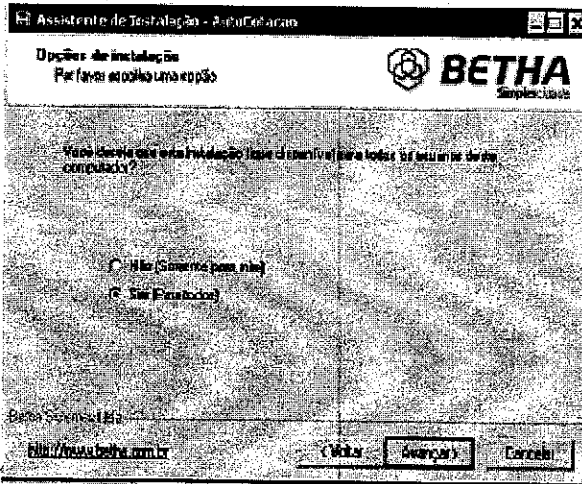 Assistente de Instalação - AutoCotacao
Opções de instalação
Por favor escolha uma opção
BETHA
Você deseja que esta instalação fique disponível para todos os usuarios deste
computador?
Não (Somente para mim)
Sim (Para todos)
Betha Sistemas Ltda
http://www.betha.com.br
< Voltar
Avançar >
Cancelar